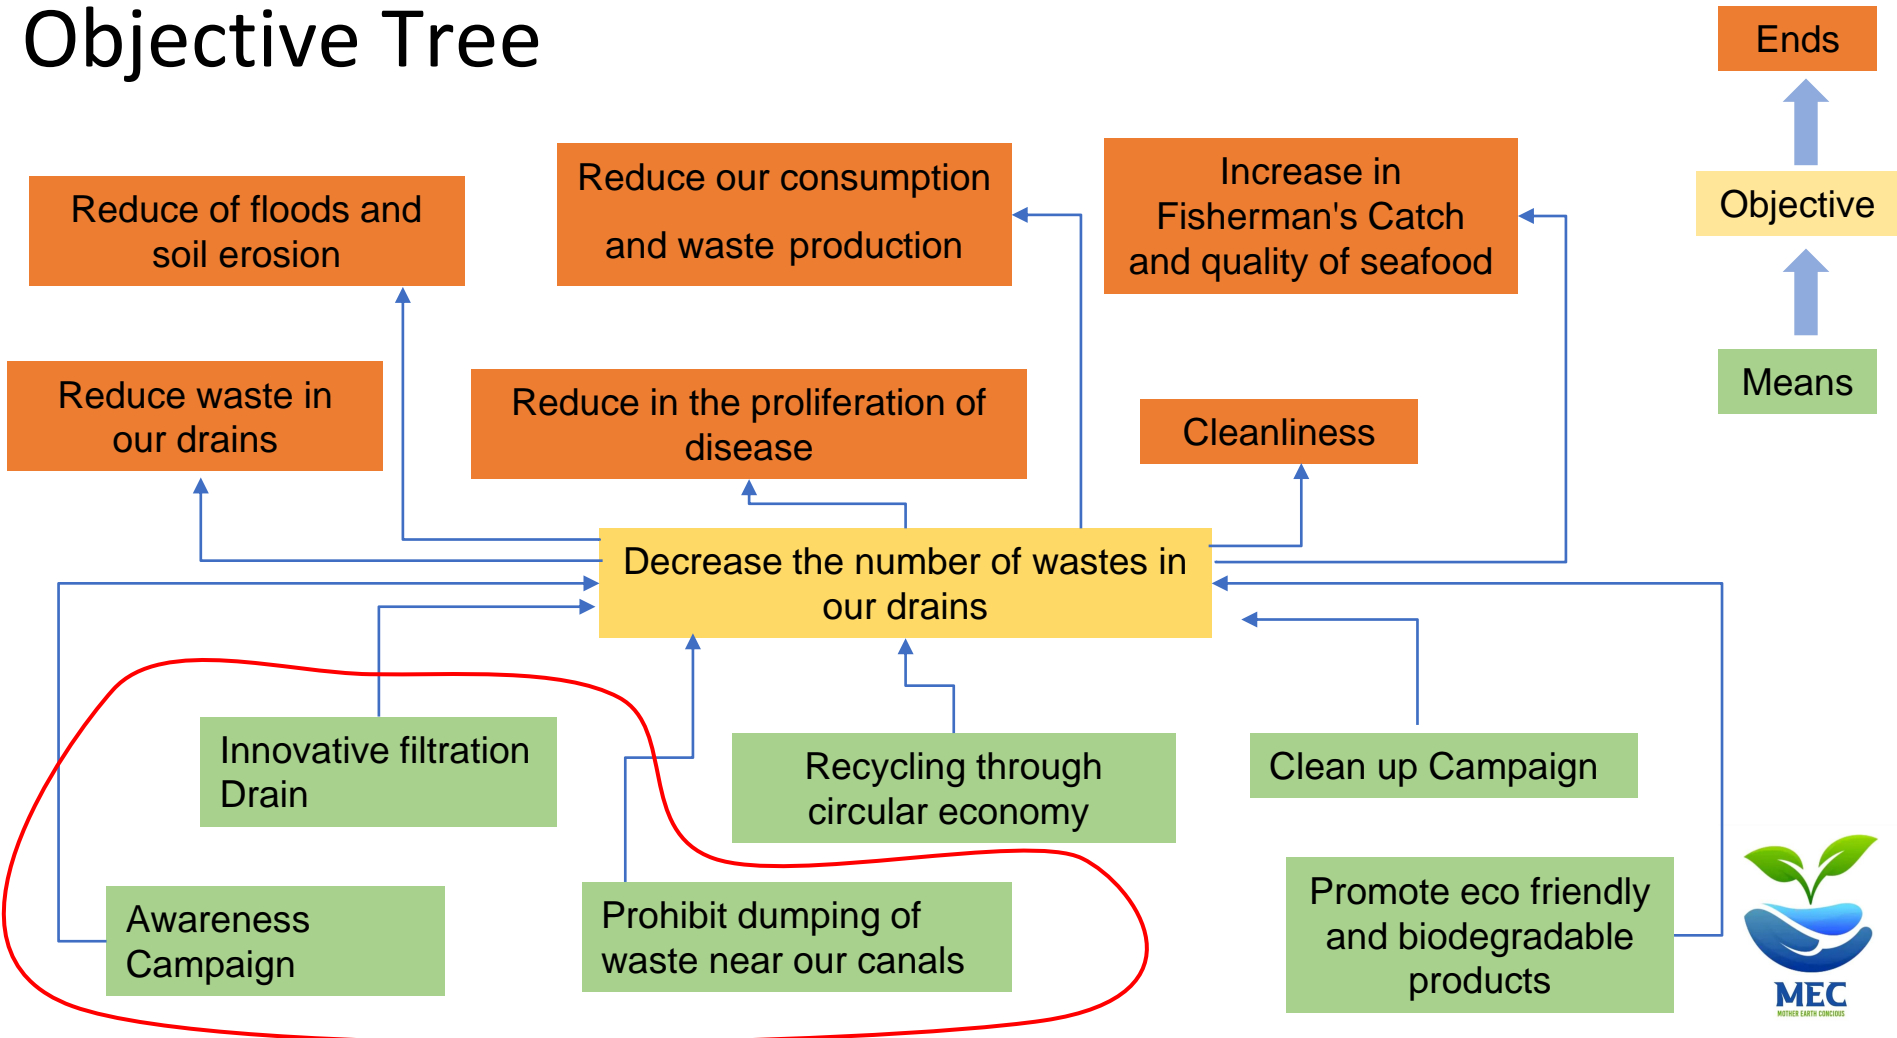 Objective Tree
Ends
Objective
Means
Reduce of floods and
soil erosion
Reduce our consumption
and waste production
Increase in
Fisherman's Catch
and quality of seafood
Reduce waste in
our drains
Reduce in the proliferation of
disease
Cleanliness
Decrease the number of wastes in
our drains
Innovative filtration
Drain
Recycling through
circular economy
Clean up Campaign
Awareness
Campaign
Prohibit dumping of
waste near our canals
Promote eco friendly
and biodegradable
products
MEC
MOTHER EARTH CONCIOUS